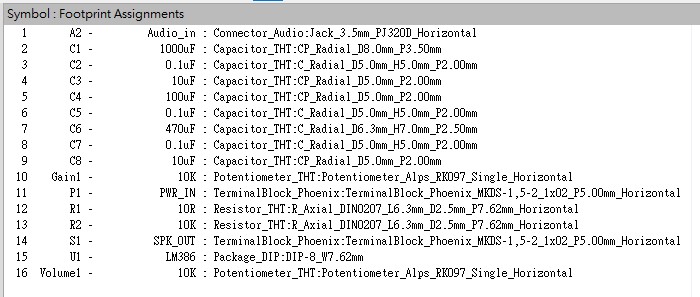 Symbol : Footprint Assignments
1 A2 - Audio_in : Connector_Audio:Jack_3.5mm_PJ320D_Horizontal
2 C1 - 1000uF : Capacitor_THT:CP_Radial_D8.0mm_P3.50mm
3 C2 - 0.1uF : Capacitor_THT:C_Radial_D5.0mm_H5.0mm_P2.00mm
4 C3 - 10uF : Capacitor_THT:CP_Radial_D5.0mm_P2.00mm
5 C4 - 100uF : Capacitor_THT:CP_Radial_D5.0mm_P2.00mm
6 C5 - 0.1uF : Capacitor_THT:C_Radial_D5.0mm_H5.0mm_P2.00mm
7 C6 - 470uF : Capacitor_THT:C_Radial_D6.3mm_H7.0mm_P2.50mm
8 C7 - 0.1uF : Capacitor_THT:C_Radial_D5.0mm_H5.0mm_P2.00mm
9 C8 - 10uF : Capacitor_THT:CP_Radial_D5.0mm_P2.00mm
10 Gain1 - 10K : Potentiometer_THT:Potentiometer_Alps_RK097_Single_Horizontal
11 P1 - PWR_IN : TerminalBlock_Phoenix:TerminalBlock_Phoenix_MKDS-1,5-2_1x02_P5.00mm_Horizontal
12 R1 - 10R : Resistor_THT:R_Axial_DIN0207_L6.3mm_D2.5mm_P7.62mm_Horizontal
13 R2 - 10K : Resistor_THT:R_Axial_DIN0207_L6.3mm_D2.5mm_P7.62mm_Horizontal
14 S1 - SPK_OUT : TerminalBlock_Phoenix:TerminalBlock_Phoenix_MKDS-1,5-2_1x02_P5.00mm_Horizontal
15 U1 - LM386 : Package_DIP:DIP-8_W7.62mm
16 Volume1 - 10K : Potentiometer_THT:Potentiometer_Alps_RK097_Single_Horizontal